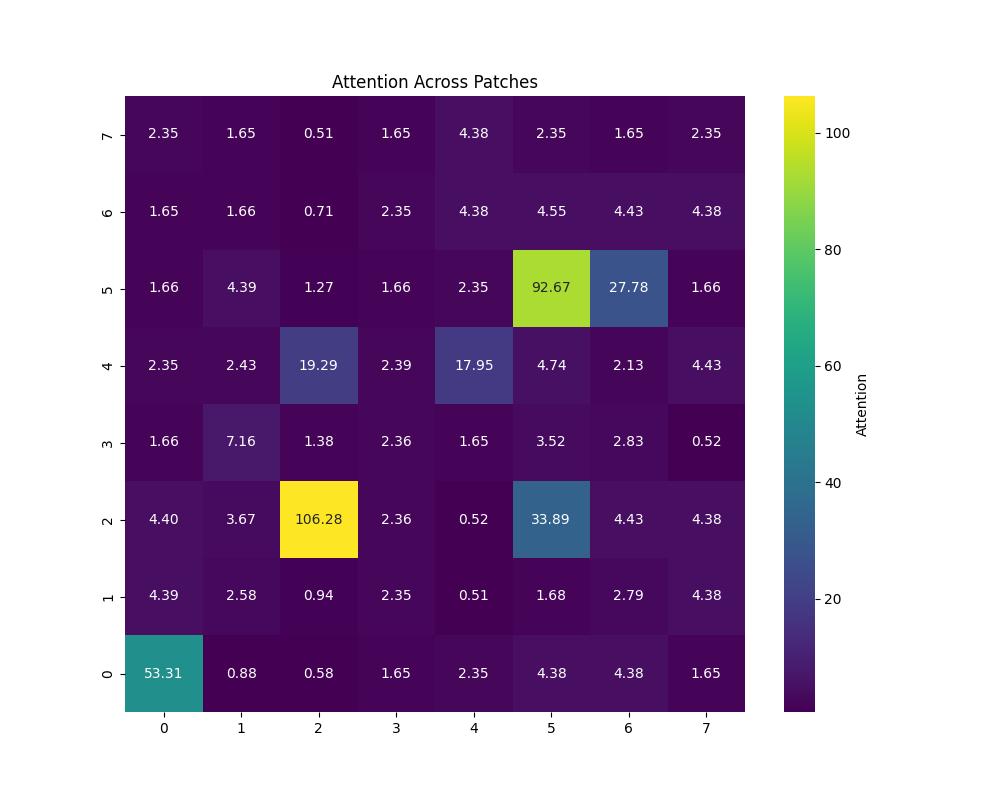 Attention Across Patches
7 2.35 1.65 0.51 1.65 4.38 2.35 1.65 2.35 100
6 1.65 1.66 0.71 2.35 4.38 4.55 4.43 4.38
80
5 1.66 4.39 1.27 1.66 2.35 92.67 27.78 1.66
4 2.35 2.43 19.29 2.39 17.95 4.74 2.13 4.43 60
Attention
3 1.66 7.16 1.38 2.36 1.65 3.52 2.83 0.52
40
2 4.40 3.67 106.28 2.36 0.52 33.89 4.43 4.38
1 4.39 2.58 0.94 2.35 0.51 1.68 2.79 4.38 20
0 53.31 0.88 0.58 1.65 2.35 4.38 4.38 1.65
0 1 2 3 4 5 6 7